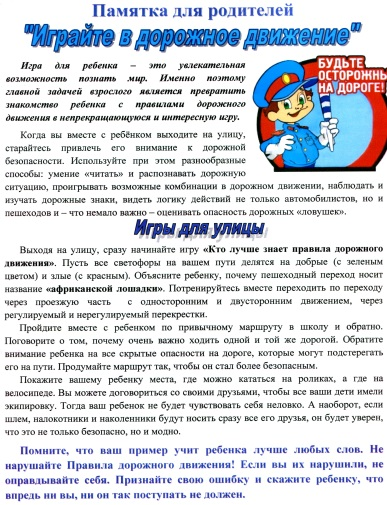 Памятка для родителей
"Играйте в дорожное движение"
Игра для ребенка – это увлекательная
возможность познать мир. Именно поэтому
главной задачей взрослого является превратить
знакомство ребенка с правилами дорожного
движения в непрекращающуюся и интересную игру.
БУДЬТЕ
ОСТОРОЖНЫ
НА ДОРОГЕ!
Когда вы вместе с ребёнком выходите на улицу,
старайтесь привлечь его внимание к дорожной
безопасности. Используйте при этом разнообразные
способы: умение «читать» и распознавать дорожную
ситуацию, проигрывать возможные комбинации в дорожном движении, наблюдать и
изучать дорожные знаки, видеть логику действий не только автомобилистов, но и
пешеходов и – что немало важно – оценивать опасность дорожных «ловушек».
Игры для улицы
Выходя на улицу, сразу начинайте игру «Кто лучше знает правила дорожного
движения». Пусть все светофоры на вашем пути делятся на добрые (с зеленым
цветом) и злые (с красным). Объясните ребенку, почему пешеходный переход носит
название «африканской лошадки». Потренируйтесь вместе переходить по переходу
через проезжую часть с односторонним и двусторонним движением, через
регулируемый и нерегулируемый перекрестки.
Пройдите вместе с ребенком по привычному маршруту в школу и обратно.
Поговорите о том, почему очень важно ходить одной и той же дорогой. Обратите
внимание ребенка на все скрытые опасности на дороге, которые могут подстерегать
его на пути. Продумайте маршрут так, чтобы он стал более безопасным.
Покажите вашему ребенку места, где можно кататься на роликах, а где на
велосипеде. Вы можете договориться со своими друзьями, чтобы все ваши дети имели
экипировку. Тогда ваш ребенок не будет чувствовать себя неловко. А наоборот, если
шлем, налокотники и наколенники будут носить сразу все его друзья, он будет уверен,
что это не только безопасно, но и модно.
Помните, что ваш пример учит ребенка лучше любых слов. Не
нарушайте Правила дорожного движения! Если вы их нарушили, не
оправдывайте себя. Признайте свою ошибку и скажите ребенку, что
впредь ни вы, ни он так поступать не должен.